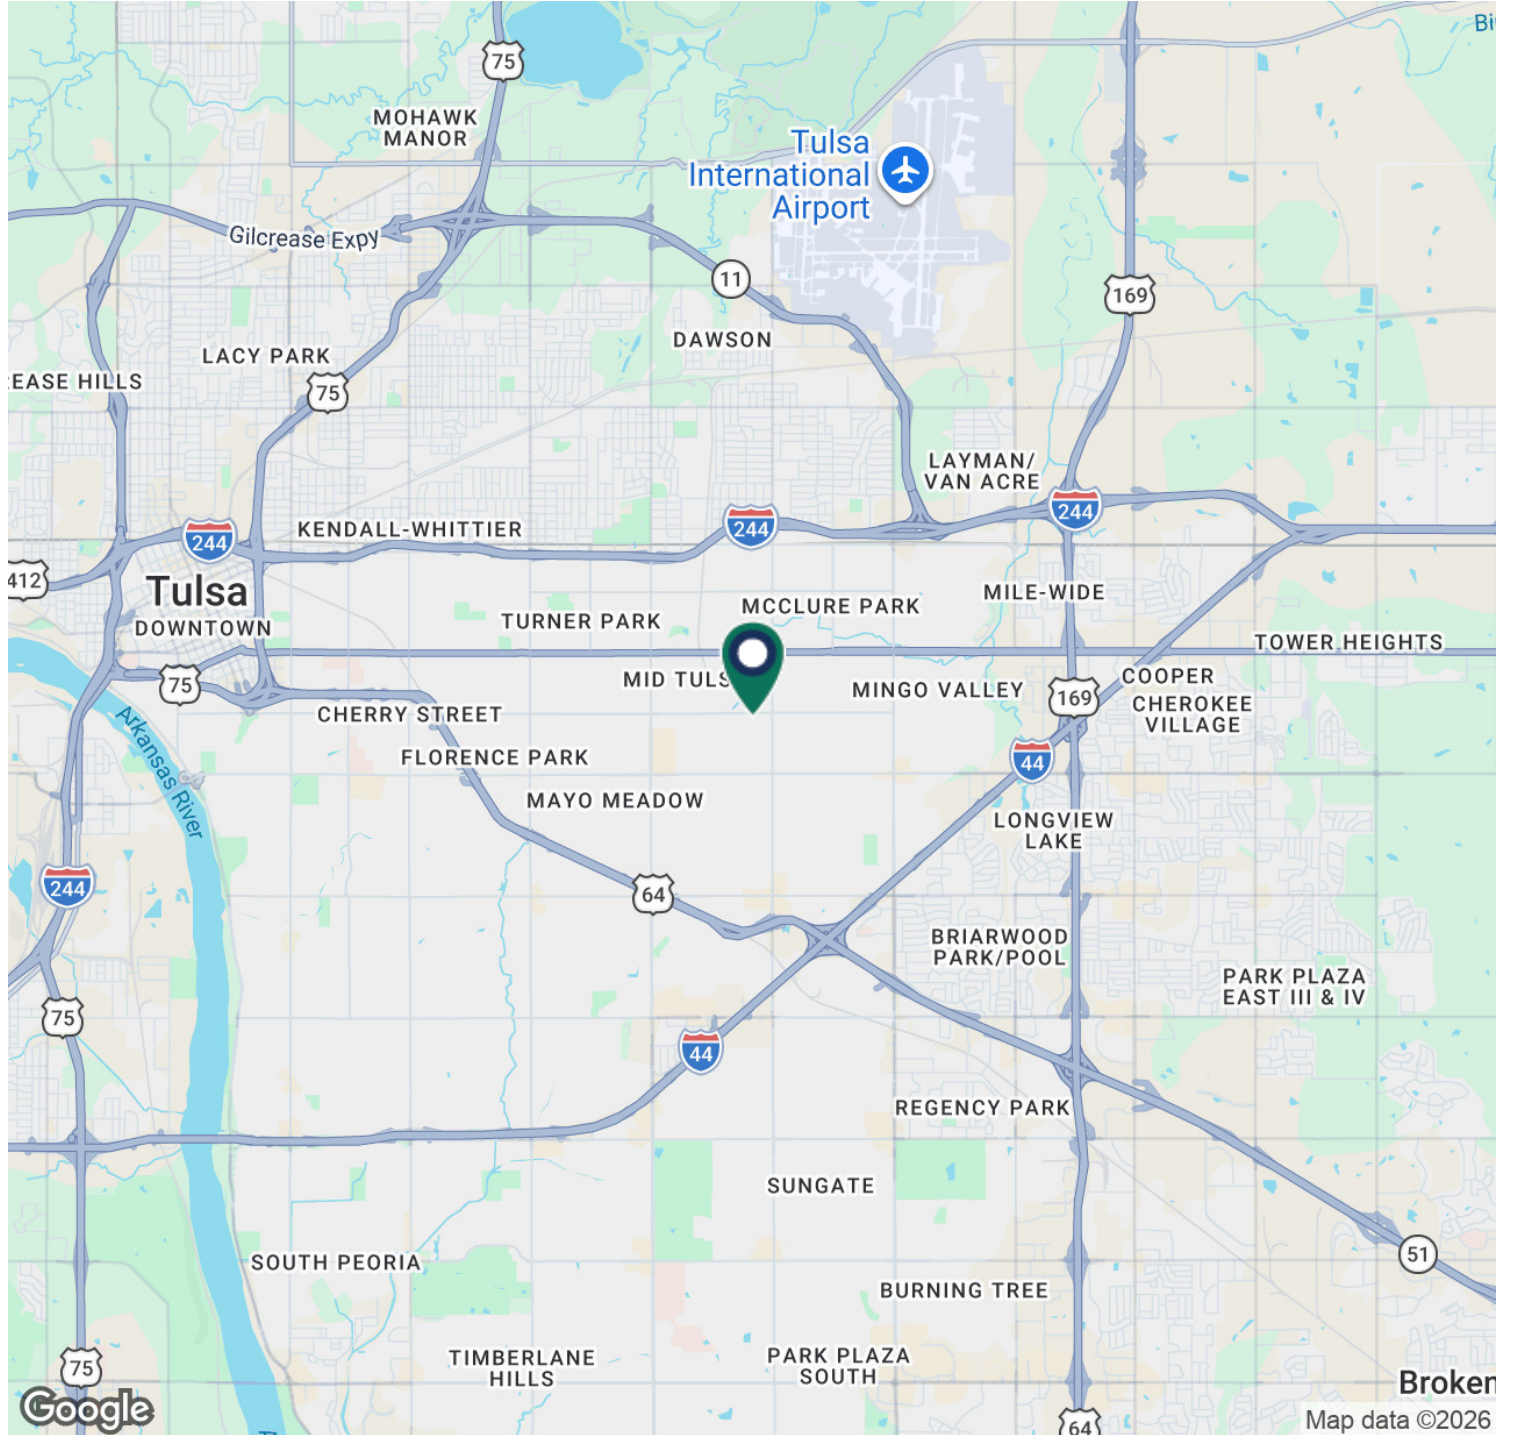 Bi
75
MOHAWK
MANOR
Tulsa
International
Airport
Gilcrease Expy
11
169
DAWSON
LACY PARK
REASE HILLS
75
LAYMAN/
VAN ACRE
244
244
244
KENDALL-WHITTIER
412
Tulsa
DOWNTOWN
MILE-WIDE
MCCLURE PARK
TURNER PARK
TOWER HEIGHTS
75
MID TULS
MINGO VALLEY
169
COOPER
CHEROKEE
VILLAGE
CHERRY STREET
Arkansas River
FLORENCE PARK
44
MAYO MEADOW
LONGVIEW
LAKE
244
64
BRIARWOOD
PARK/POOL
PARK PLAZA
EAST III & IV
75
44
REGENCY PARK
SUNGATE
SOUTH PEORIA
51
BURNING TREE
TIMBERLANE
HILLS
PARK PLAZA
SOUTH
75
Broken
Google
64
Map data ©2026